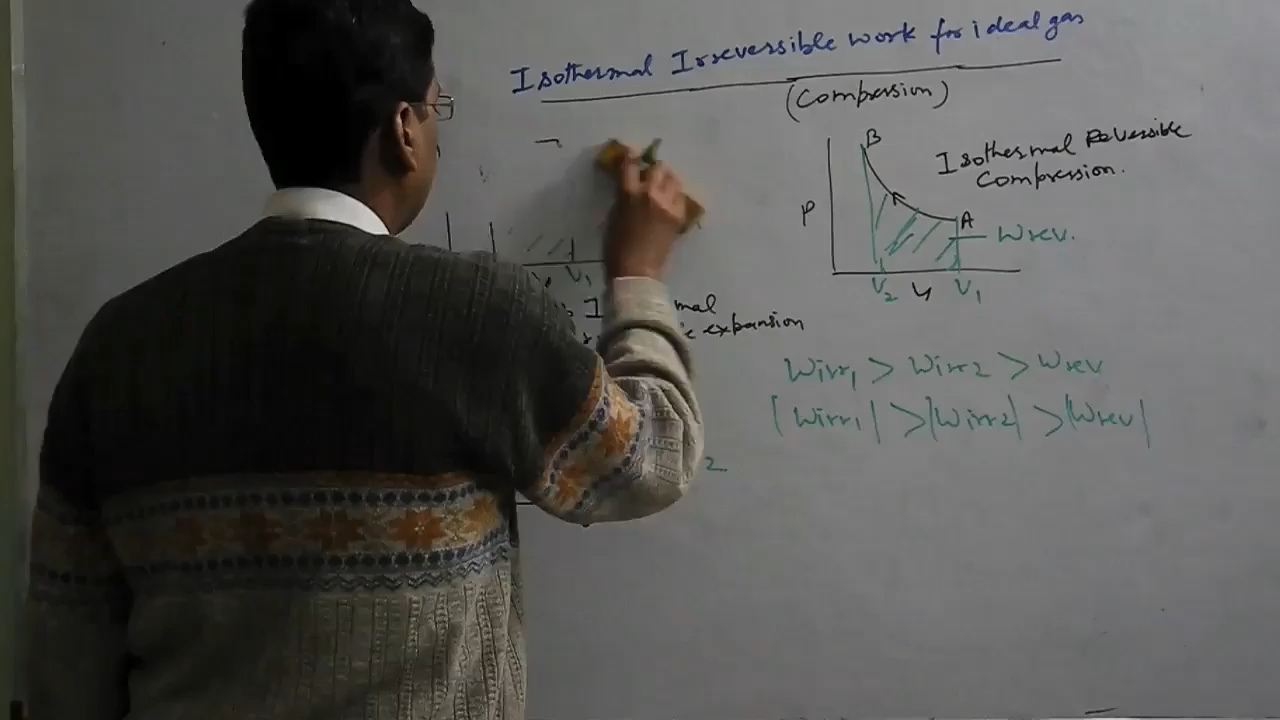 Isothermal Irreversible work for ideal gas
(Compression)
B
Isothermal Reversible
Compression.
P
A
Wrev.
V2 V V1
V1
expansion
Wirr1 > Wirr2 > Wrev
|Wirr1| > |Wirr2| > |Wrev|
2